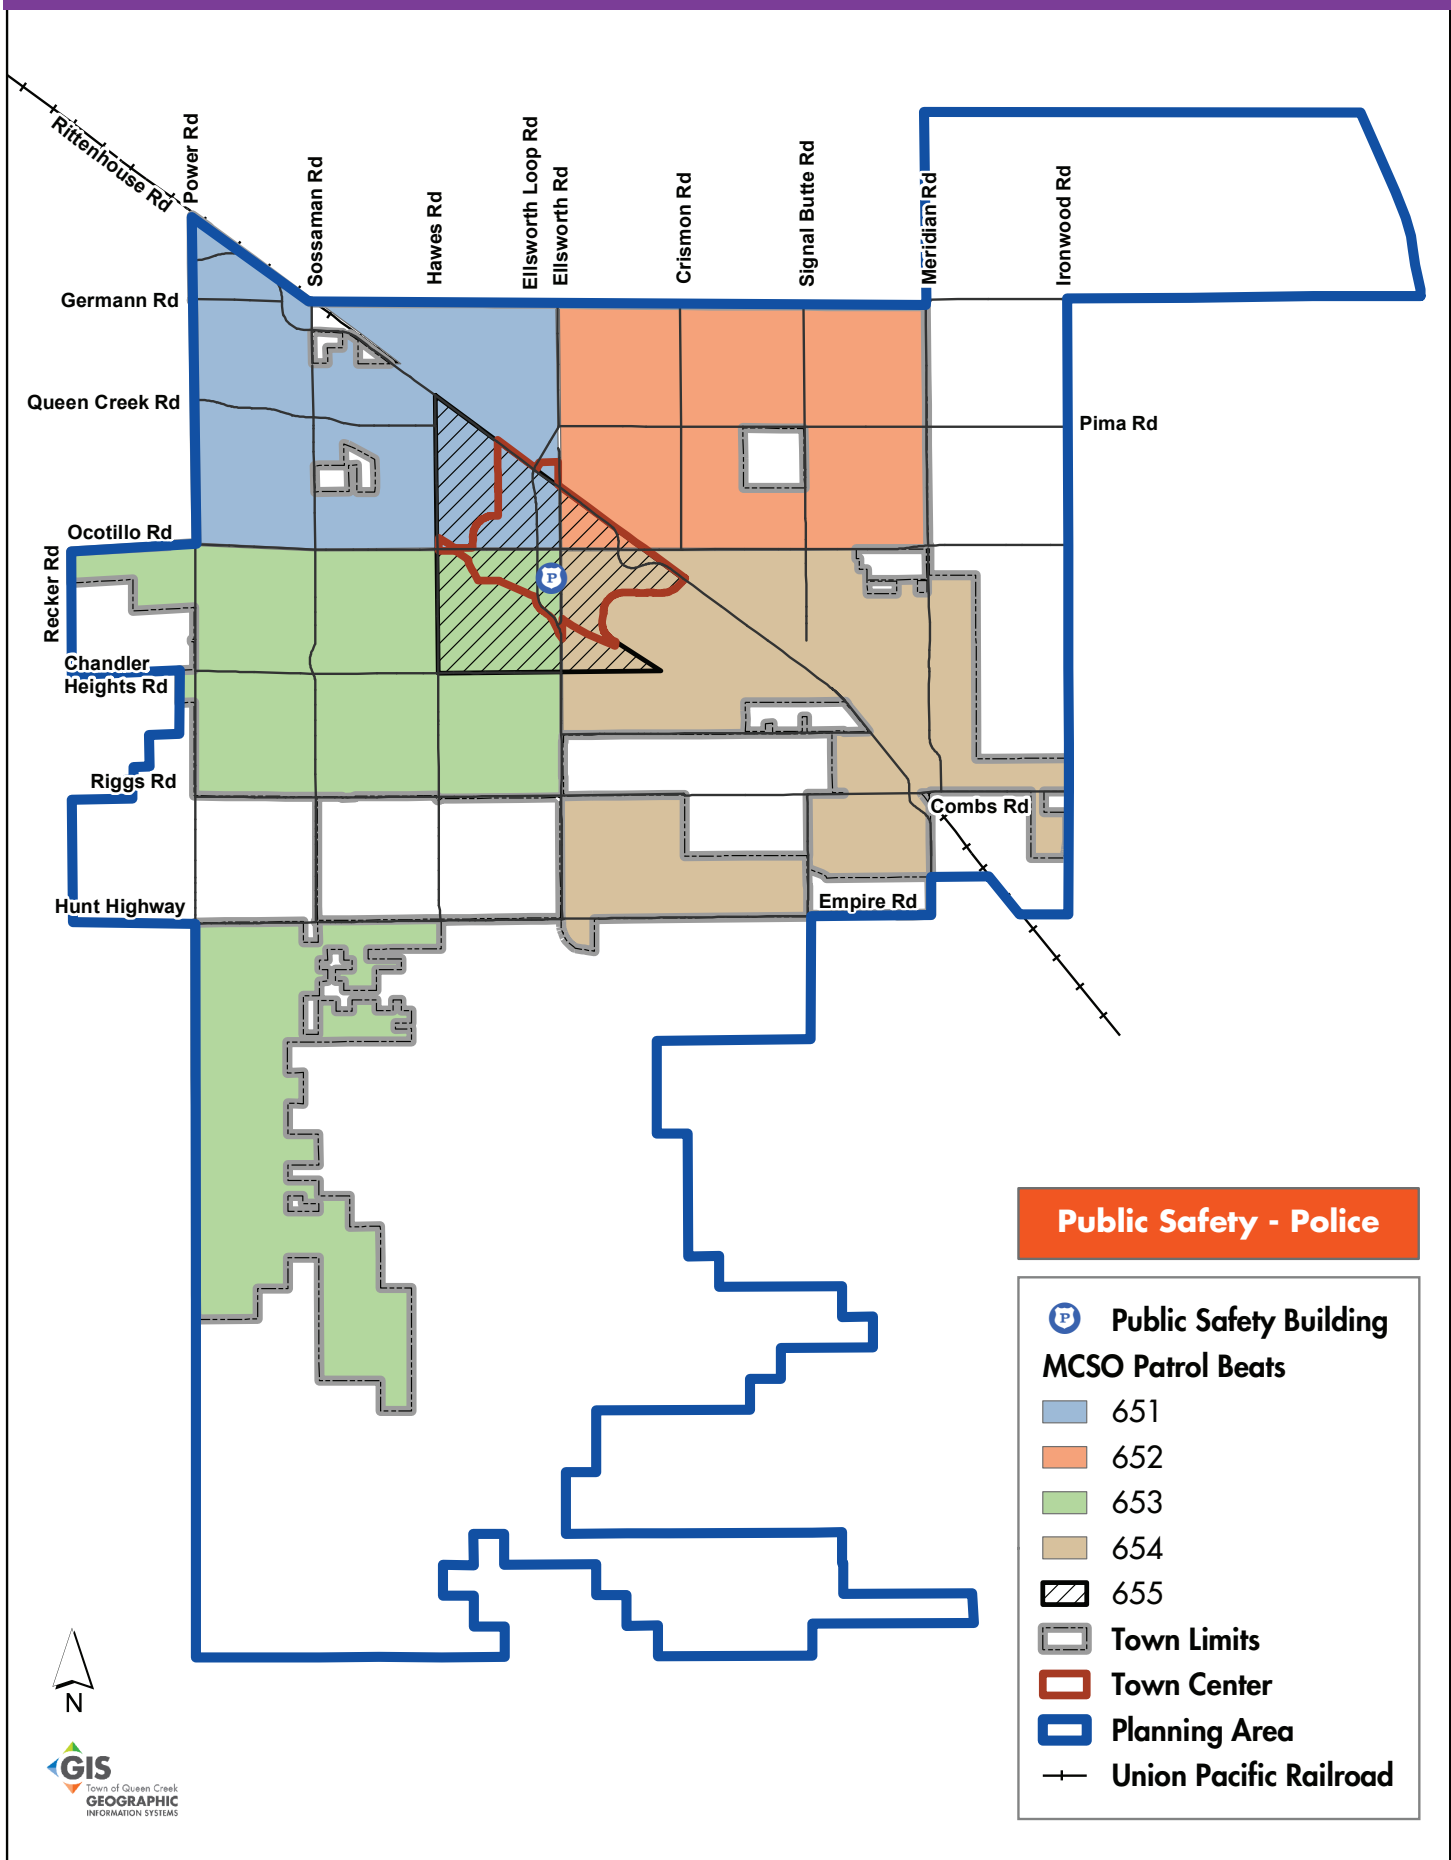 Rittenhouse Rd
Power Rd
Sossaman Rd
Hawes Rd
Ellsworth Loop Rd
Ellsworth Rd
Crismon Rd
Signal Butte Rd
Meridian Rd
Ironwood Rd
Germann Rd
Queen Creek Rd
Pima Rd
Ocotillo Rd
Recker Rd
P
Chandler
Heights Rd
Riggs Rd
Combs Rd
Hunt Highway
Empire Rd
Public Safety - Police
P
Public Safety Building
MCSO Patrol Beats
651
652
653
654
655
Town Limits
Town Center
Planning Area
Union Pacific Railroad
N
GIS
Town of Queen Creek
GEOGRAPHIC
INFORMATION SYSTEMS